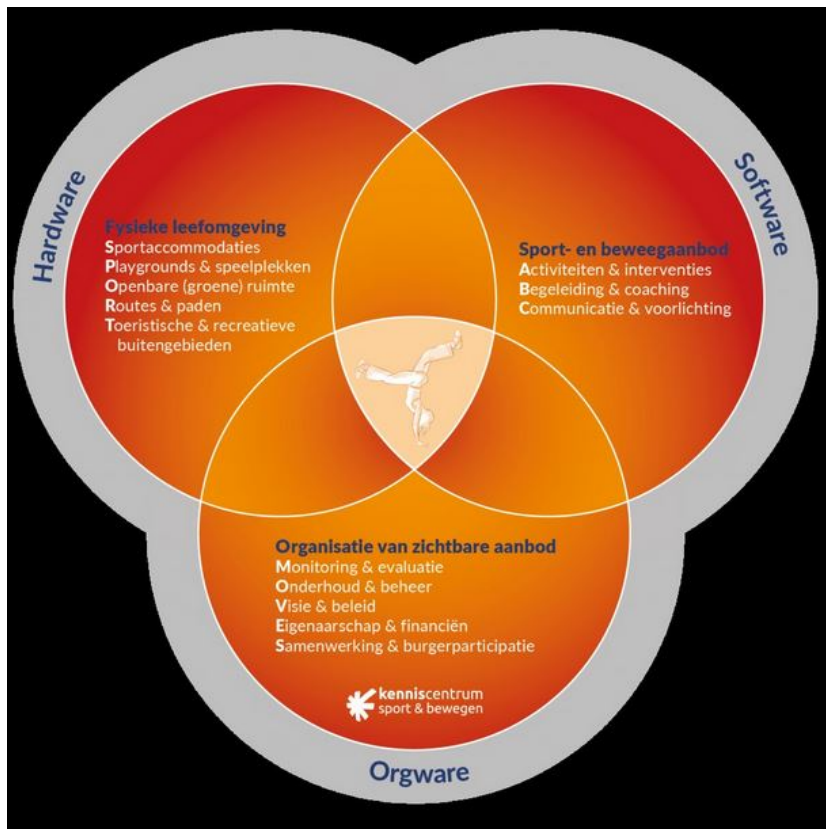 Hardware
Software
Fysieke leefomgeving
Sportaccommodaties
Playgrounds & speelplekken
Openbare (groene) ruimte
Routes & paden
Toeristische & recreatieve
buitengebieden
Sport- en beweegaanbod
Activiteiten & interventies
Begeleiding & coaching
Communicatie & voorlichting
Organisatie van zichtbare aanbod
Monitoring & evaluatie
Onderhoud & beheer
Visie & beleid
Eigenaarschap & financiën
Samenwerking & burgerparticipatie
kenniscentrum
sport & bewegen
Orgware